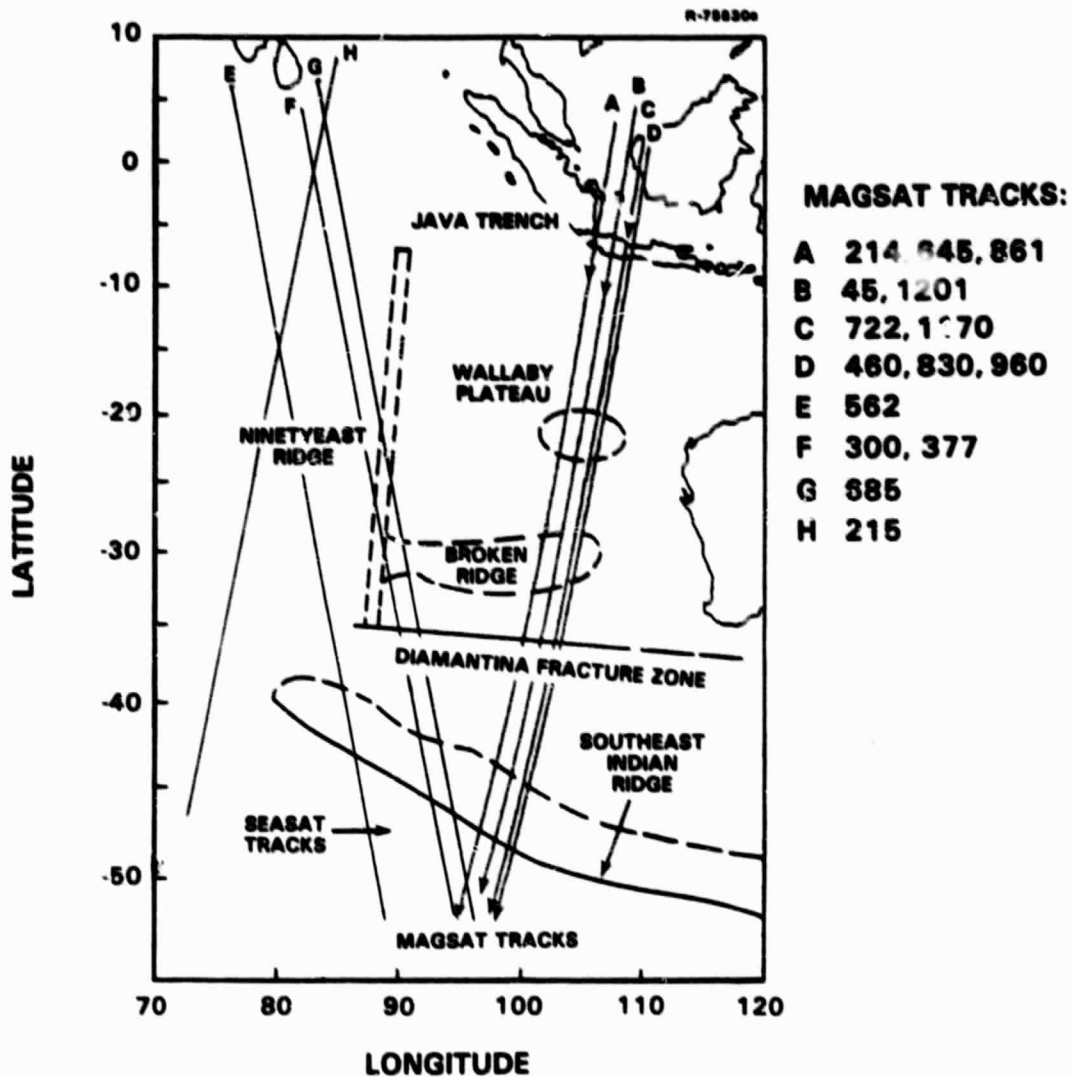 10
0
-10
-20
-30
-40
-50
LATITUDE
70
80
90
100
110
120
LONGITUDE
E
F
G
H
A
B
C
D
JAVA TRENCH
WALLABY
PLATEAU
NINETYEAST
RIDGE
BROKEN
RIDGE
DIAMANTINA FRACTURE ZONE
SOUTHEAST
INDIAN
RIDGE
SEASAT
TRACKS
MAGSAT TRACKS
MAGSAT TRACKS:
A 214, 645, 861
B 45, 1201
C 722,
D 460, 830, 960
E 562
F 300, 377
G 685
H 215